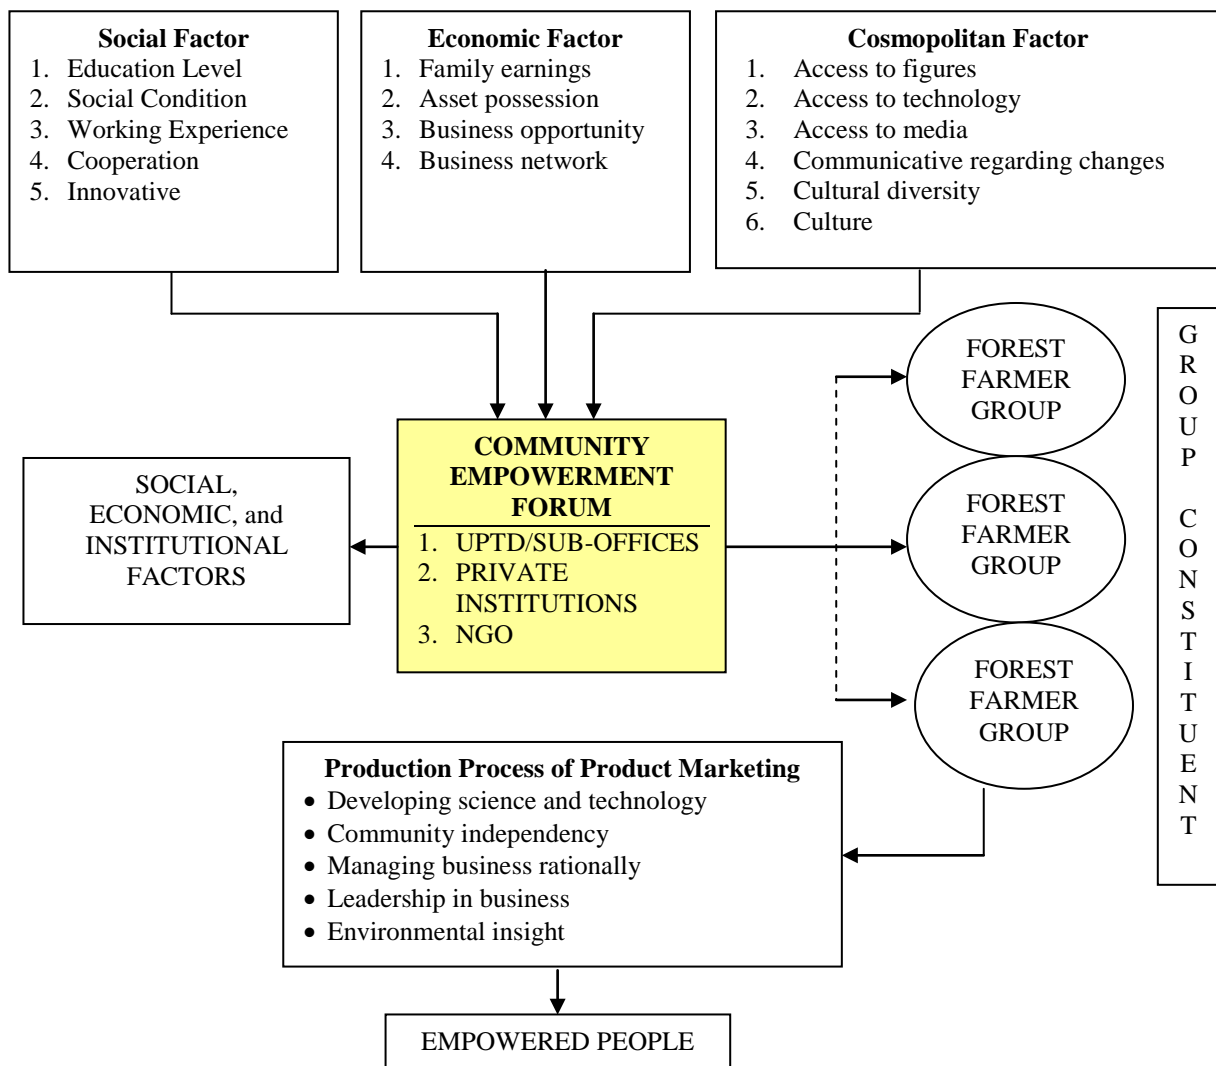 Social Factor
1. Education Level
2. Social Condition
3. Working Experience
4. Cooperation
5. Innovative
Economic Factor
1. Family earnings
2. Asset possession
3. Business opportunity
4. Business network
Cosmopolitan Factor
1. Access to figures
2. Access to technology
3. Access to media
4. Communicative regarding changes
5. Cultural diversity
6. Culture
SOCIAL,
ECONOMIC, and
INSTITUTIONAL
FACTORS
COMMUNITY
EMPOWERMENT
FORUM
1. UPTD/SUB-OFFICES
2. PRIVATE
INSTITUTIONS
3. NGO
FOREST
FARMER
GROUP
FOREST
FARMER
GROUP
FOREST
FARMER
GROUP
GROUP CONSTITUENT
Production Process of Product Marketing
• Developing science and technology
• Community independency
• Managing business rationally
• Leadership in business
• Environmental insight
EMPOWERED PEOPLE